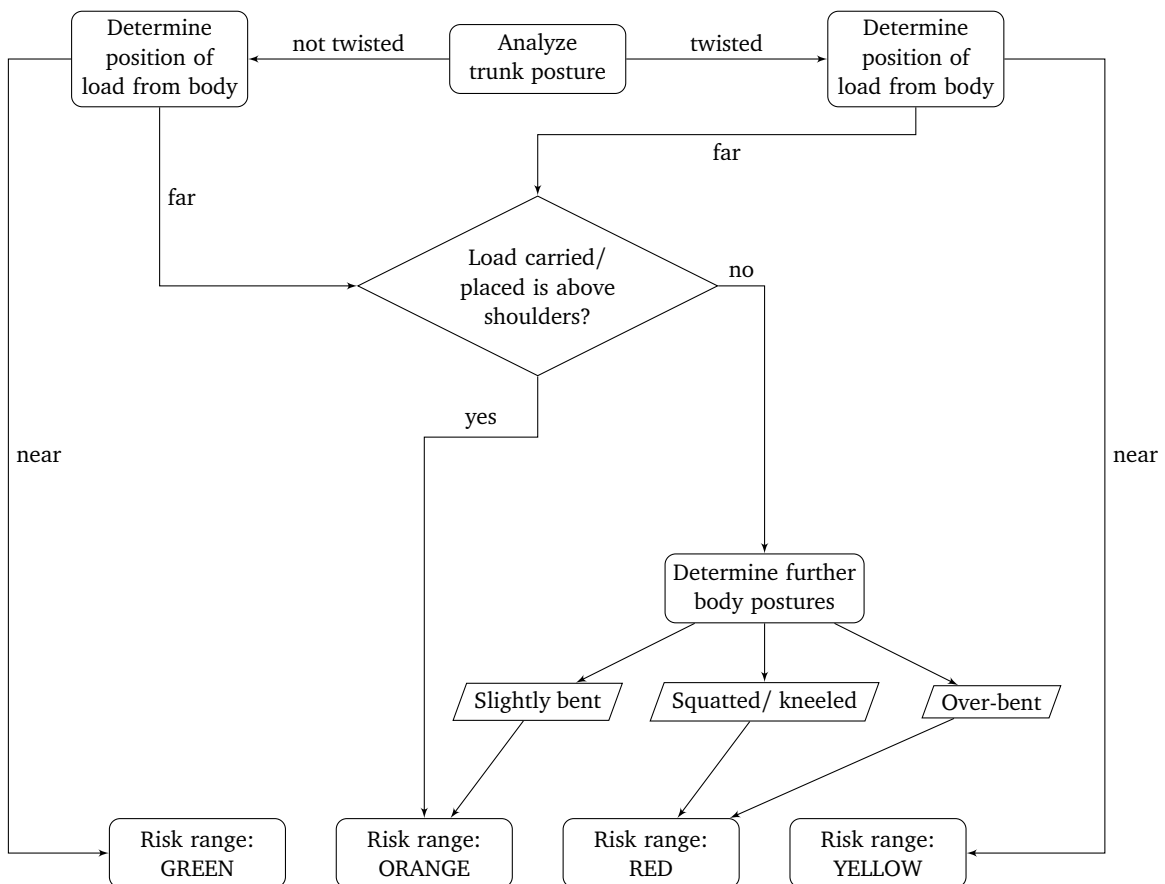 Determine
position of
load from body
not twisted
Analyze
trunk posture
twisted
Determine
position of
load from body
far
far
Load carried/
placed is above
shoulders?
no
yes
near
near
Determine further
body postures
Slightly bent
Squatted/ kneeled
Over-bent
Risk range:
GREEN
Risk range:
ORANGE
Risk range:
RED
Risk range:
YELLOW